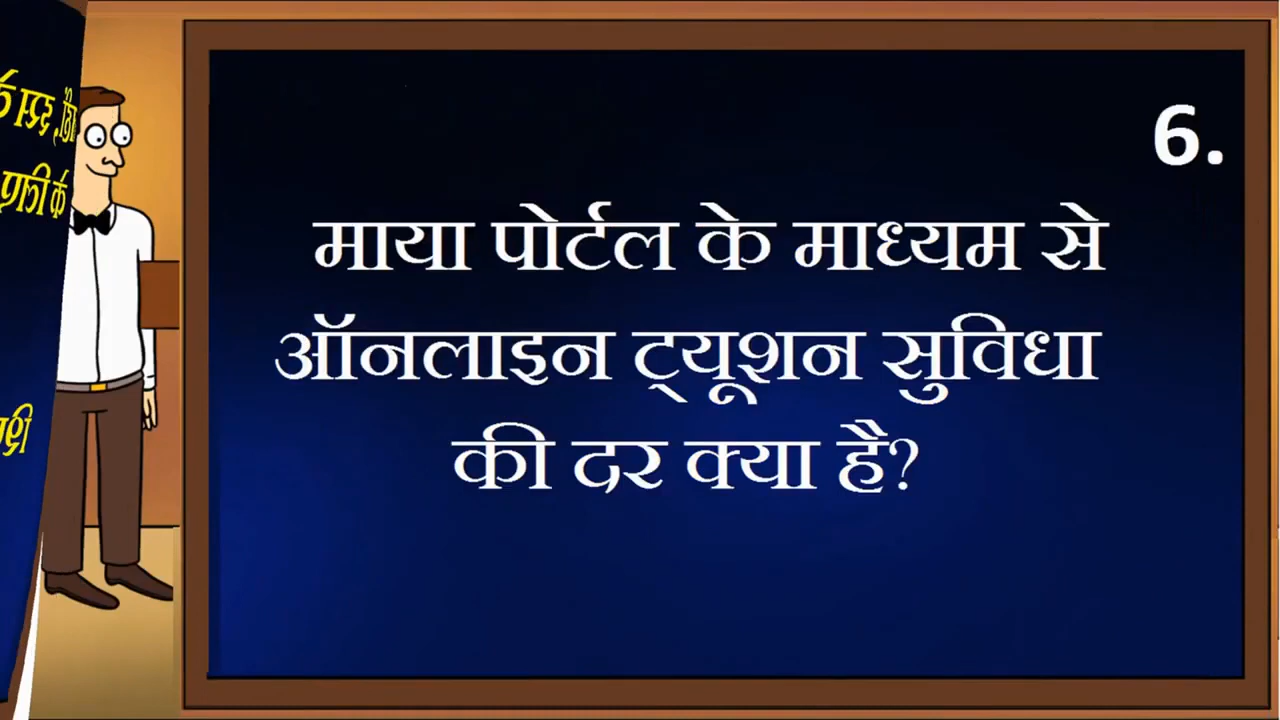 6.
माया पोर्टल के माध्यम से
ऑनलाइन ट्यूशन सुविधा
की दर क्या है?